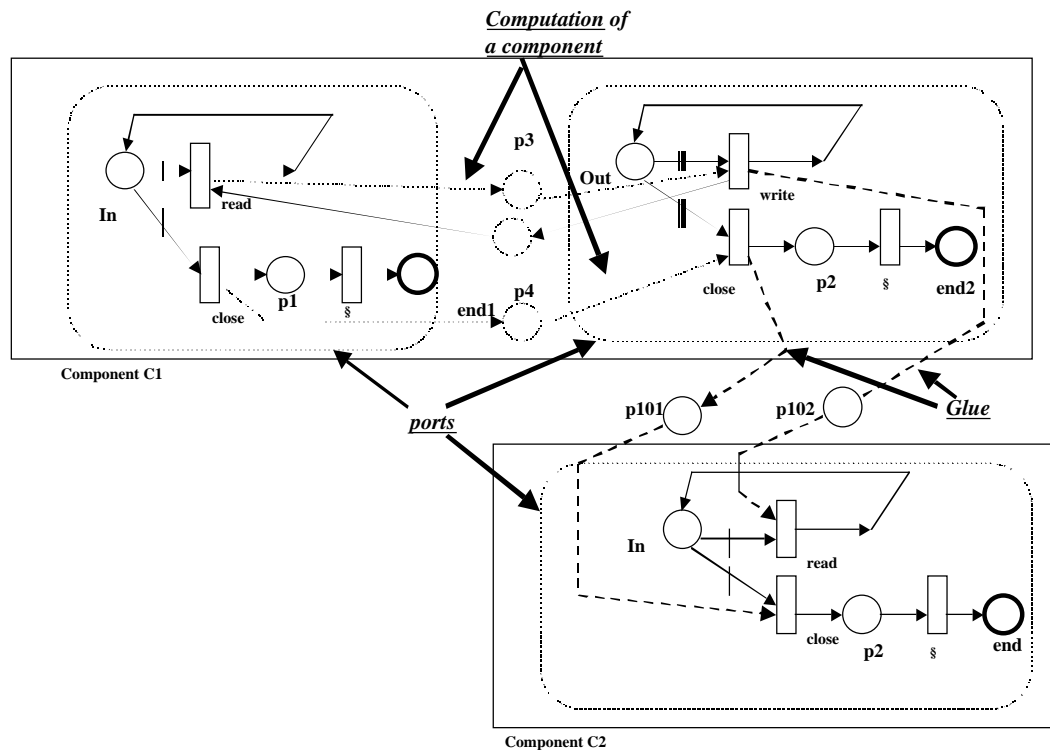 Computation of
a component
p3
Out
In
read
write
p1
close
§
end1
p4
close
p2
§
end2
Component C1
ports
p101
p102
Glue
In
read
close
p2
§
end
Component C2